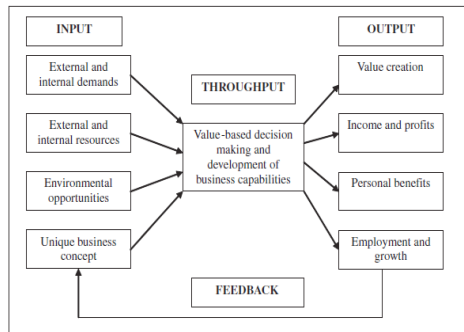 INPUT
External and
internal demands
External and
internal resources
Environmental
opportunities
Unique business
concept
THROUGHPUT
Value-based decision
making and
development of
business capabilities
FEEDBACK
OUTPUT
Value creation
Income and profits
Personal benefits
Employment and
growth